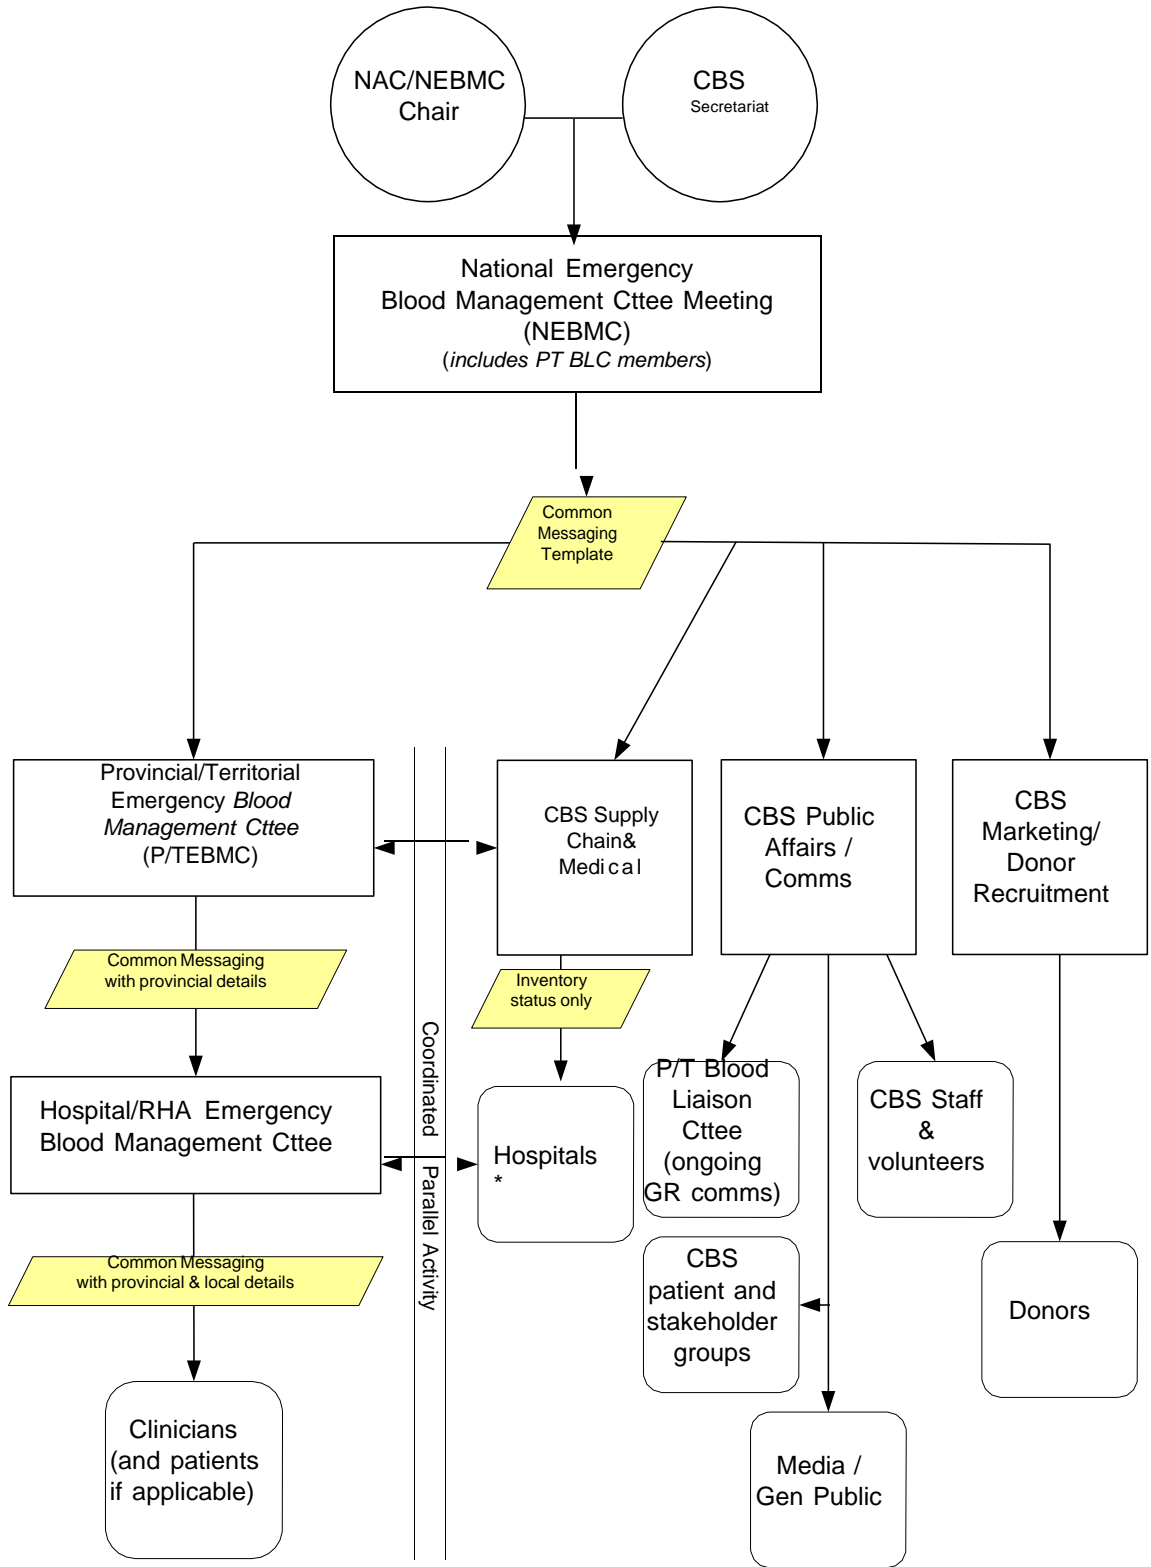 NAC/NEBMC
Chair
CBS
Secretariat
National Emergency
Blood Management Cttee Meeting
(NEBMC)
(includes PT BLC members)
Common
Messaging
Template
Provincial/Territorial
Emergency Blood
Management Cttee
(P/TEBMC)
CBS Supply
Chain&
Medical
CBS Public
Affairs /
Comms
CBS
Marketing/
Donor
Recruitment
Common Messaging
with provincial details
Inventory
status only
Coordinated Parallel Activity
Hospital/RHA Emergency
Blood Management Cttee
Hospitals
*
P/T Blood
Liaison
Cttee
(ongoing
GR comms)
CBS Staff
&
volunteers
Common Messaging
with provincial & local details
CBS
patient and
stakeholder
groups
Donors
Clinicians
(and patients
if applicable)
Media /
Gen Public